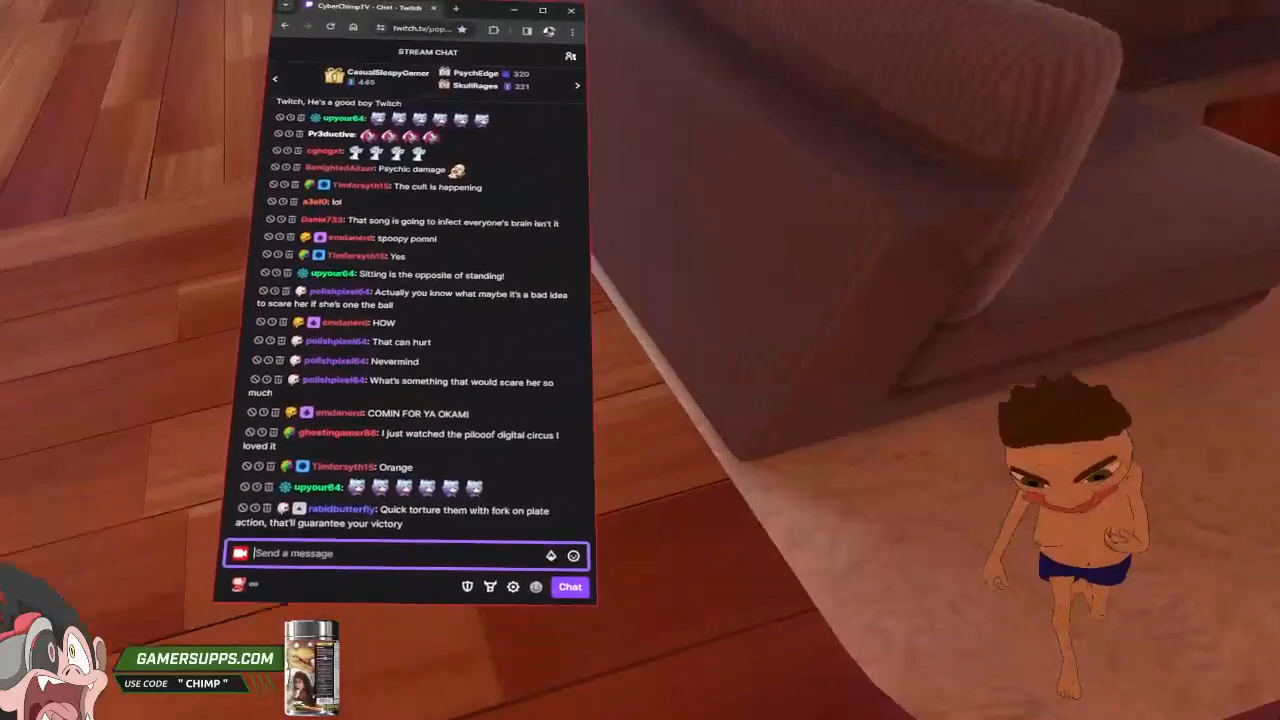 CyberChimpTV - Chat - Twitch
twitch.tv/pop...
STREAM CHAT
CasualSleepyGamer
445
PsychEdge 320
SkullRages 221
Twitch, He's a good boy Twitch
upyour64:
Pr3ductive:
BenightedAlizar: Psychic damage
Timforsyth15: The cult is happening
a3el0: lol
Dame733: That song is going to infect everyone's brain isn't it
emdanerd: spoopy pomni
Timforsyth15: Yes
upyour64: Sitting is the opposite of standing!
polishpixel64: Actually you know what maybe it's a bad idea
to scare her if she's one the ball
emdanerd: HOW
polishpixel64: That can hurt
polishpixel64: Nevermind
polishpixel64: What's something that would scare her so
much
emdanerd: COMIN FOR YA OKAMI
ghostingamer88: I just watched the pilooof digital circus I
loved it
Timforsyth15: Orange
upyour64:
rabidbutterfly: Quick torture them with fork on plate
action, that'll guarantee your victory
Send a message
Chat
GAMERSUPPS.COM
USE CODE " CHIMP "